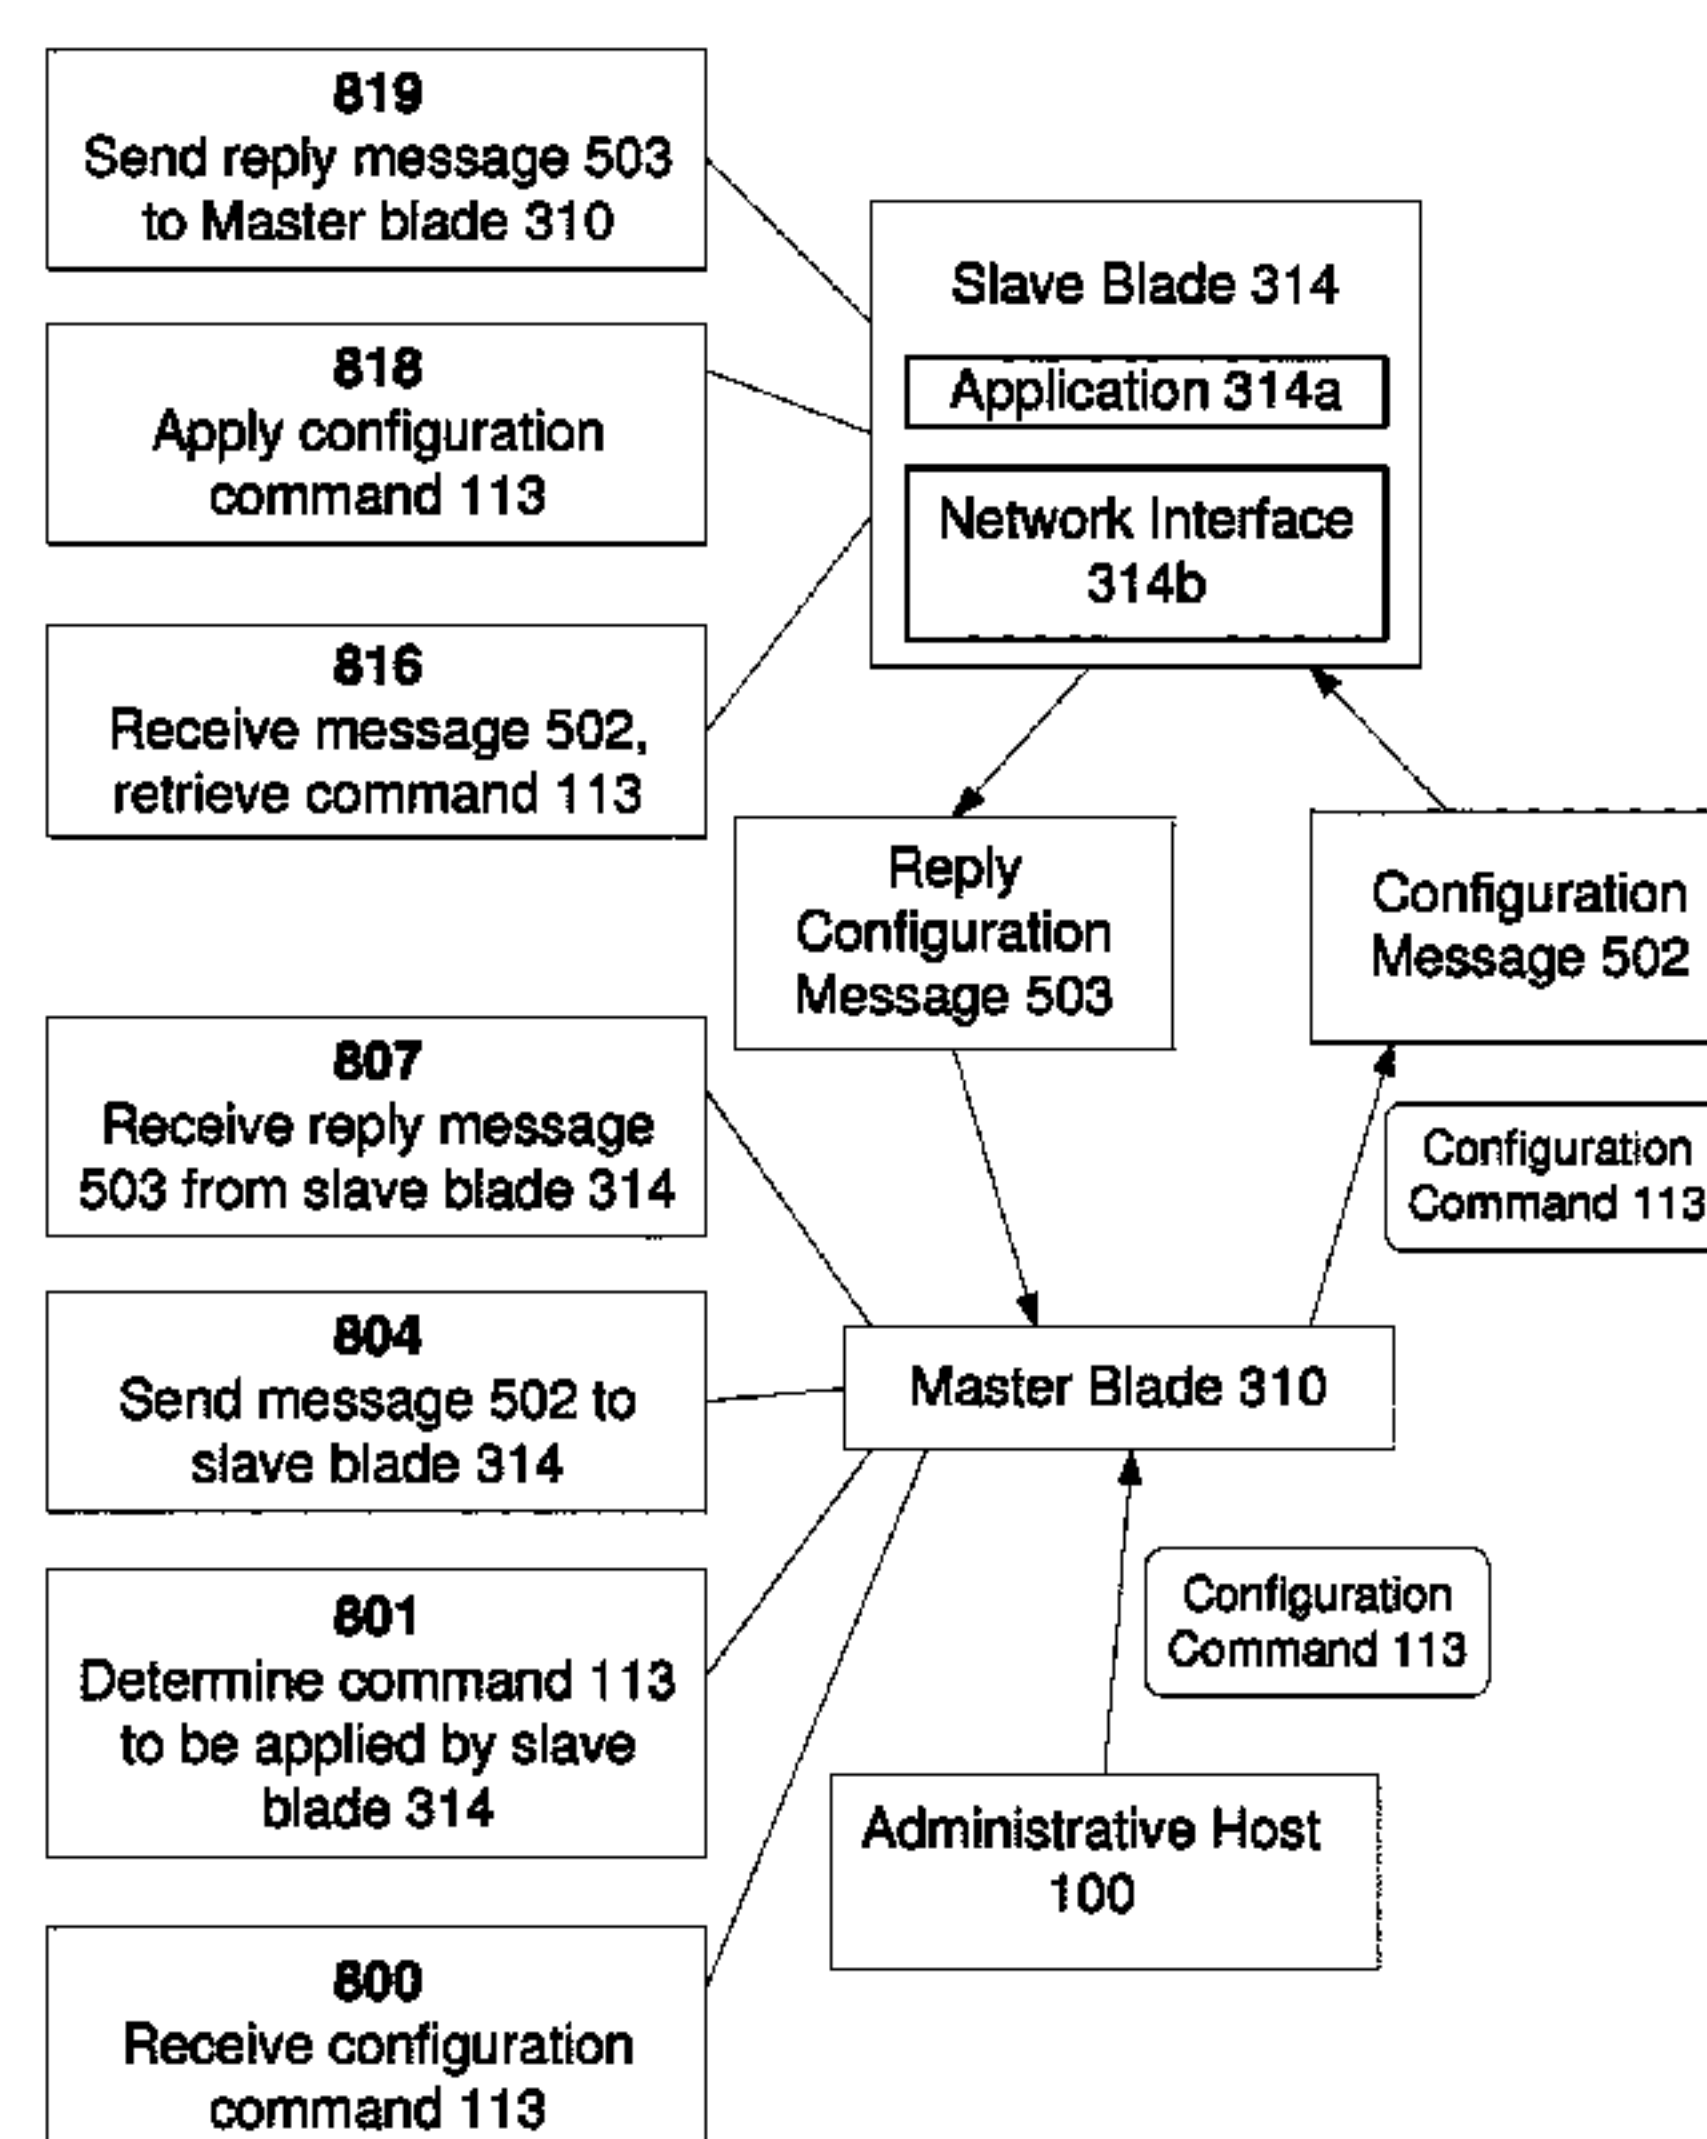 819
Send reply message 503
to Master blade 310
818
Apply configuration
command 113
816
Receive message 502,
retrieve command 113
Slave Blade 314
Application 314a
Network Interface
314b
Reply
Configuration
Message 503
Configuration
Message 502
Configuration
Command 113
807
Receive reply message
503 from slave blade 314
804
Send message 502 to
slave blade 314
801
Determine command 113
to be applied by slave
blade 314
800
Receive configuration
command 113
Master Blade 310
Configuration
Command 113
Administrative Host
100